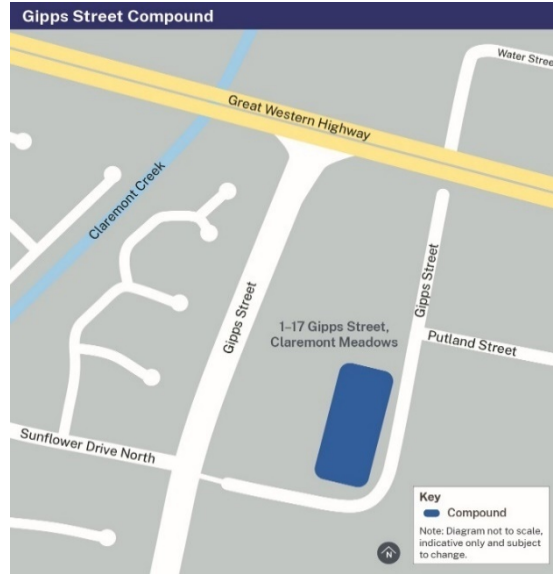 Gipps Street Compound
Water Stree
Great Western Highway
Claremont Creek
Gipps Street
Gipps Street
1–17 Gipps Street,
Claremont Meadows
Putland Street
Sunflower Drive North
Key
Compound
Note: Diagram not to scale,
indicative only and subject
to change.
N